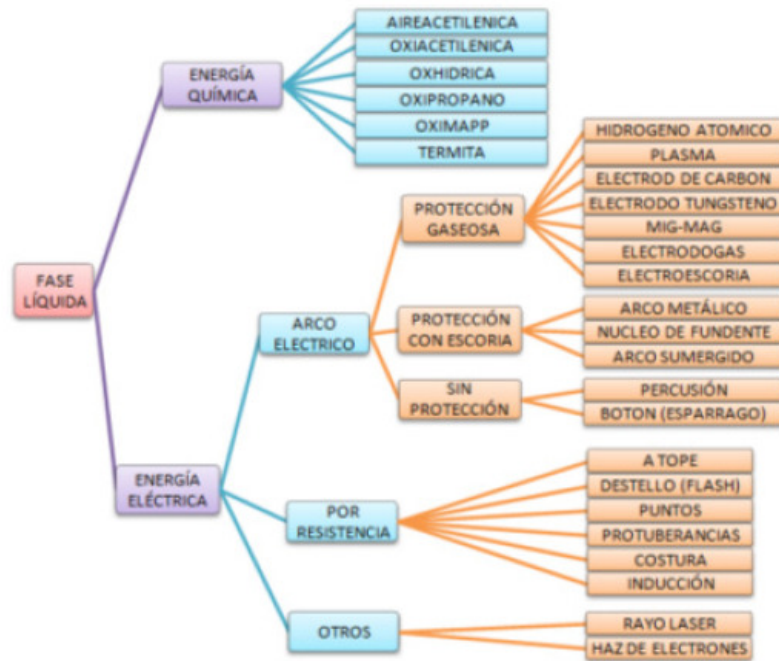 AIREACETILENICA
OXIACETILENICA
OXHIDRICA
OXIPROPANO
OXIMAPP
TERMITA
ENERGÍA
QUÍMICA
HIDROGENO ATOMICO
PLASMA
ELECTROD DE CARBON
ELECTRODO TUNGSTENO
MIG-MAG
ELECTRODOGAS
ELECTROESCORIA
PROTECCIÓN
GASEOSA
FASE
LÍQUIDA
ARCO
ELECTRICO
PROTECCIÓN
CON ESCORIA
ARCO METÁLICO
NUCLEO DE FUNDENTE
ARCO SUMERGIDO
SIN
PROTECCIÓN
PERCUSIÓN
BOTON (ESPARRAGO)
ENERGÍA
ELÉCTRICA
POR
RESISTENCIA
A TOPE
DESTELLO (FLASH)
PUNTOS
PROTUBERANCIAS
COSTURA
INDUCCIÓN
OTROS
RAYO LASER
HAZ DE ELECTRONES